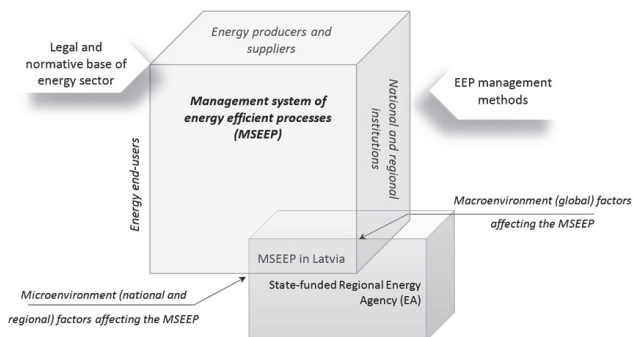 Energy producers and
suppliers
Legal and
normative base of
energy sector
Management system of
energy efficient processes
(MSEEP)
National and regional
institutions
EEP management
methods
Energy end-users
Macroenvironment (global) factors
affecting the MSEEP
MSEEP in Latvia
State-funded Regional Energy
Agency (EA)
Microenvironment (national and
regional) factors affecting the MSEEP